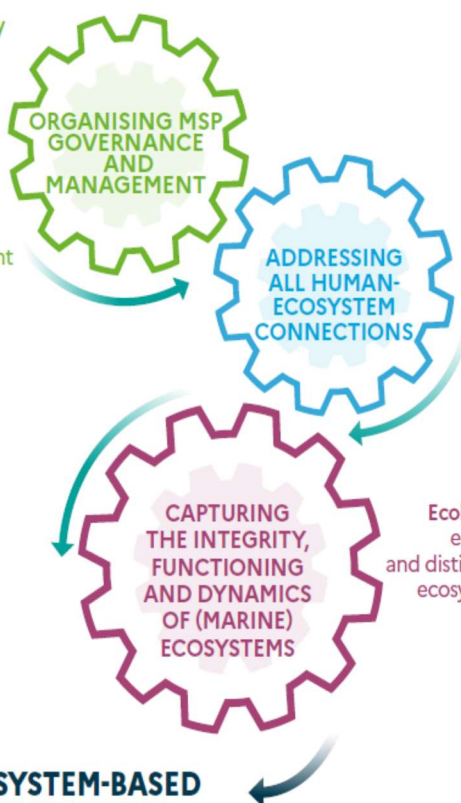 ORGANISING MSP
GOVERNANCE
AND
MANAGEMENT
ADDRESSING
ALL HUMAN-
ECOSYSTEM
CONNECTIONS
CAPTURING
THE INTEGRITY,
FUNCTIONING
AND DYNAMICS
OF (MARINE)
ECOSYSTEMS
and
SYSTEM-BASED